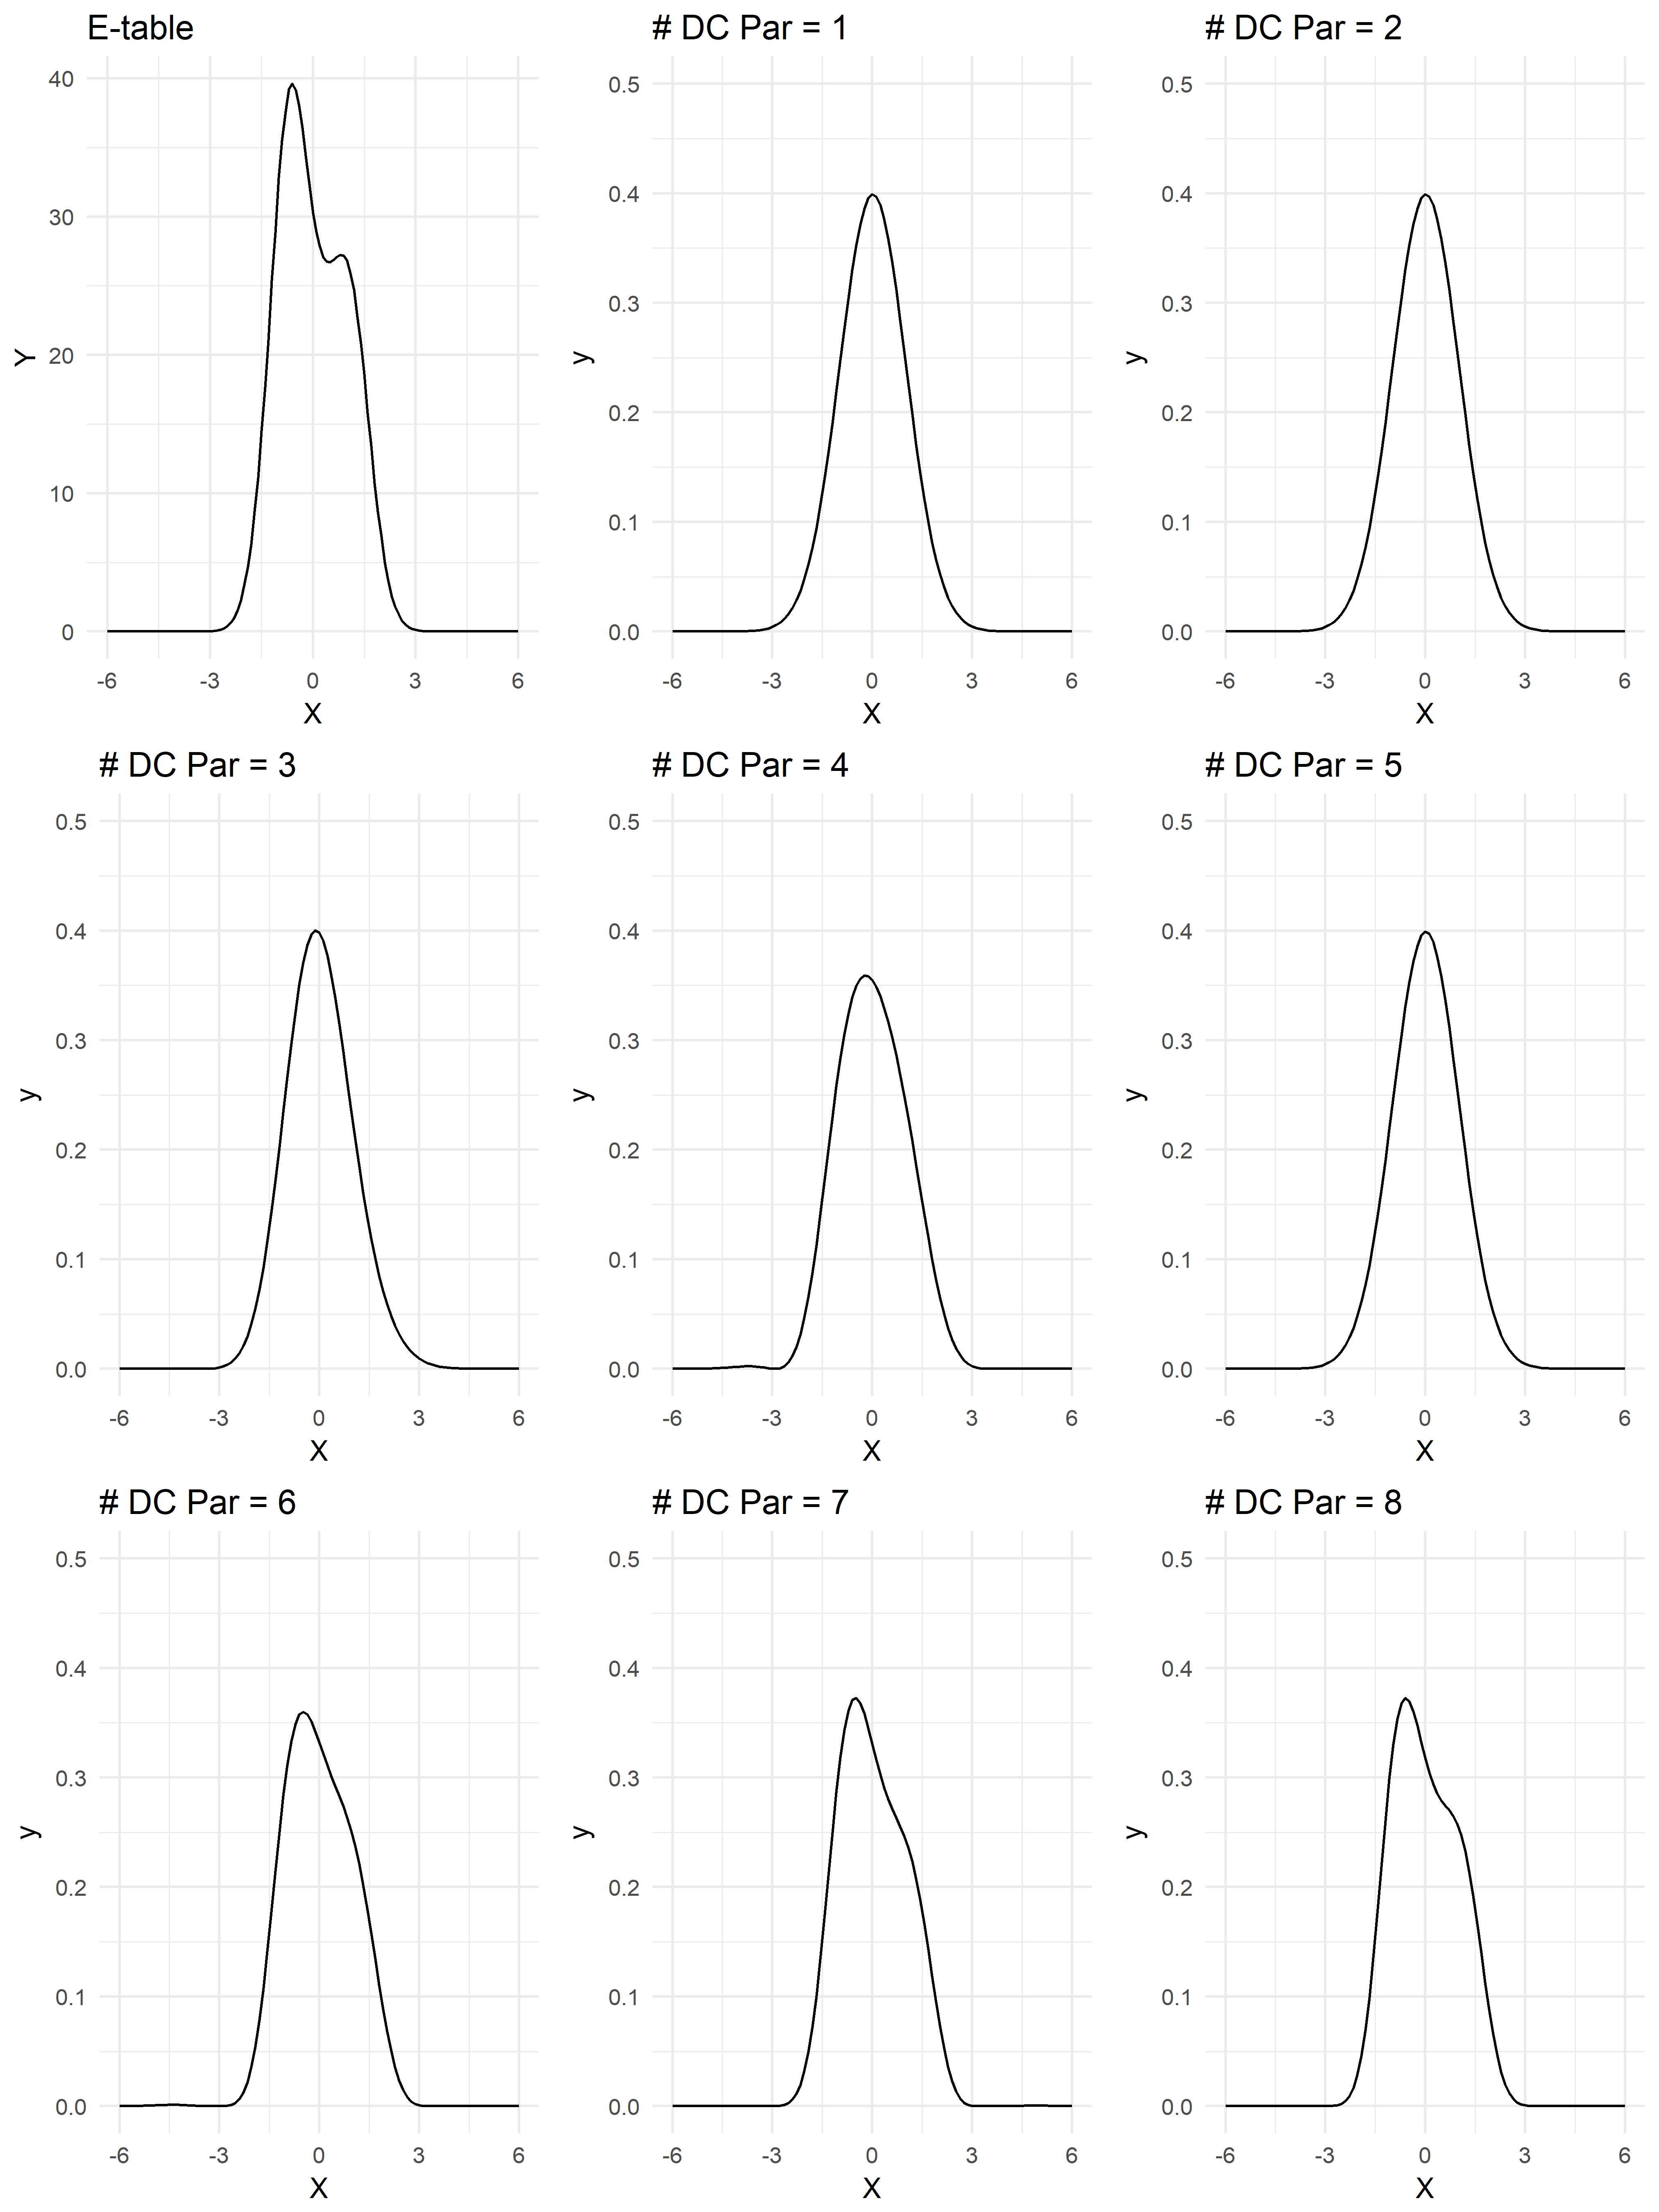 E-table
# DC Par = 1
# DC Par = 2
40
30
20
10
0
Y
-6 -3 0 3 6
X
0.5
0.4
0.3
0.2
0.1
0.0
y
-6 -3 0 3 6
X
0.5
0.4
0.3
0.2
0.1
0.0
y
-6 -3 0 3 6
X
# DC Par = 3
# DC Par = 4
# DC Par = 5
0.5
0.4
0.3
0.2
0.1
0.0
y
-6 -3 0 3 6
X
0.5
0.4
0.3
0.2
0.1
0.0
y
-6 -3 0 3 6
X
0.5
0.4
0.3
0.2
0.1
0.0
y
-6 -3 0 3 6
X
# DC Par = 6
# DC Par = 7
# DC Par = 8
0.5
0.4
0.3
0.2
0.1
0.0
y
-6 -3 0 3 6
X
0.5
0.4
0.3
0.2
0.1
0.0
y
-6 -3 0 3 6
X
0.5
0.4
0.3
0.2
0.1
0.0
y
-6 -3 0 3 6
X